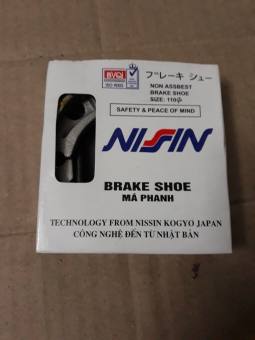 BVQI
ISO 9002
ブレーキ シュー
NON ASSBEST
BRAKE SHOE
SIZE: 110φ
SAFETY & PEACE OF MIND
NISSIN
BRAKE SHOE
MÁ PHANH
TECHNOLOGY FROM NISSIN KOGYO JAPAN
CÔNG NGHỆ ĐẾN TỪ NHẬT BẢN